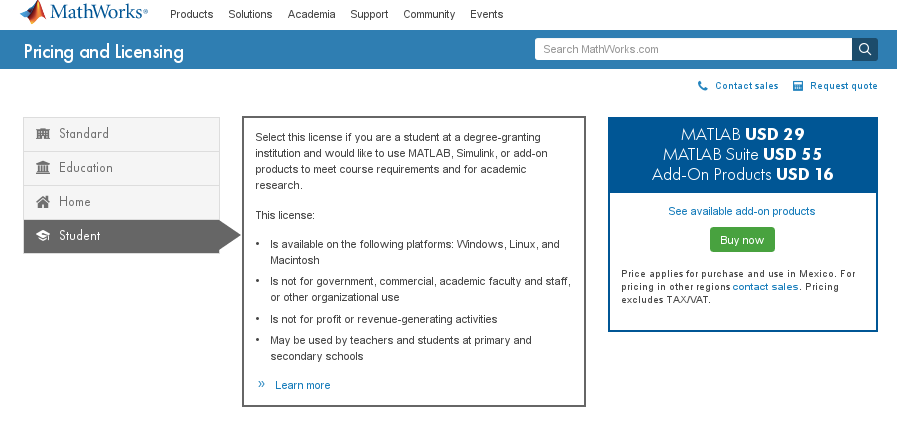 MathWorks®
Products Solutions Academia Support Community Events
Pricing and Licensing
Search MathWorks.com
Contact sales Request quote
Standard
Education
Home
Student
Select this license if you are a student at a degree-granting
institution and would like to use MATLAB, Simulink, or add-on
products to meet course requirements and for academic
research.
This license:
• Is available on the following platforms: Windows, Linux, and
Macintosh
• Is not for government, commercial, academic faculty and staff,
or other organizational use
• Is not for profit or revenue-generating activities
• May be used by teachers and students at primary and
secondary schools
» Learn more
MATLAB USD 29
MATLAB Suite USD 55
Add-On Products USD 16
See available add-on products
Buy now
Price applies for purchase and use in Mexico. For
pricing in other regions contact sales. Pricing
excludes TAX/VAT.